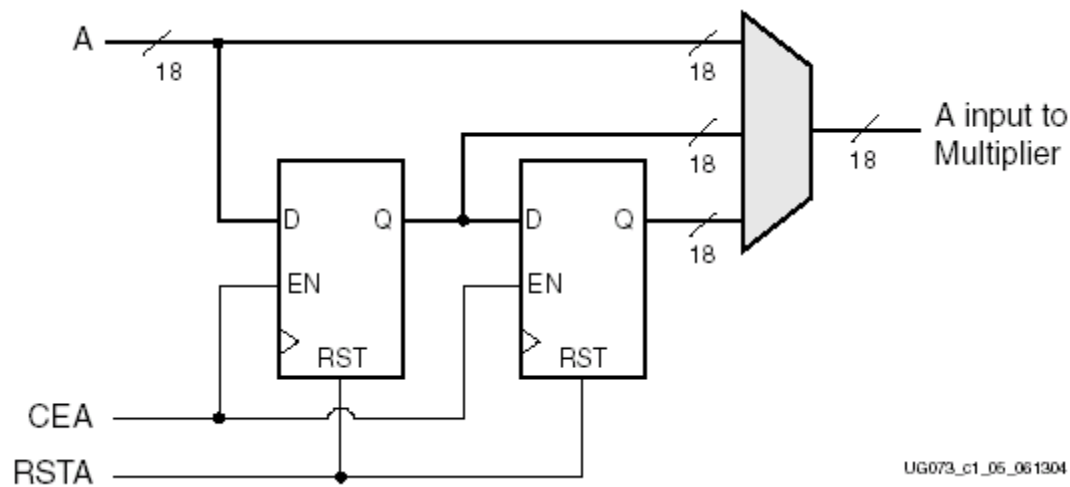 A
18
18
A input to
Multiplier
18
18
D
Q
D
Q
18
EN
EN
RST
RST
CEA
RSTA
UG073_c1_05_061304